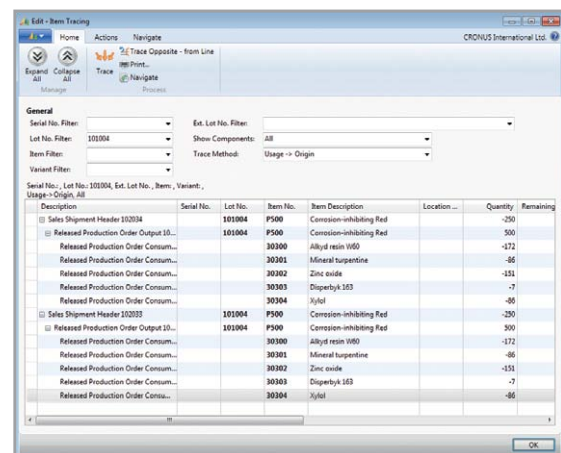 Edit - Item Tracing
Home Actions Navigate CRONUS International Ltd.
Expand All
Collapse All
Trace
Trace Opposite - from Line
Print...
Navigate
Manage Process
General
Serial No. Filter: Ext. Lot No. Filter:
Lot No. Filter: 101004 Show Components: All
Item Filter: Trace Method: Usage -> Origin
Variant Filter:
Serial No.: , Lot No.: 101004, Ext. Lot No. , Item: , Variant: ,
Usage->Origin, All
Description Serial No. Lot No. Item No. Item Description Location ... Quantity Remaining
Sales Shipment Header 102034 101004 P500 Corrosion-inhibiting Red -250
Released Production Order Output 10... 101004 P500 Corrosion-inhibiting Red 500
Released Production Order Consum... 30300 Alkyd resin W60 -172
Released Production Order Consum... 30301 Mineral turpentine -86
Released Production Order Consum... 30302 Zinc oxide -151
Released Production Order Consum... 30303 Disperbyk 163 -7
Released Production Order Consum... 30304 Xylol -86
Sales Shipment Header 102033 101004 P500 Corrosion-inhibiting Red -250
Released Production Order Output 10... 101004 P500 Corrosion-inhibiting Red 500
Released Production Order Consum... 30300 Alkyd resin W60 -172
Released Production Order Consum... 30301 Mineral turpentine -86
Released Production Order Consum... 30302 Zinc oxide -151
Released Production Order Consum... 30303 Disperbyk 163 -7
Released Production Order Consu... 30304 Xylol -86
OK